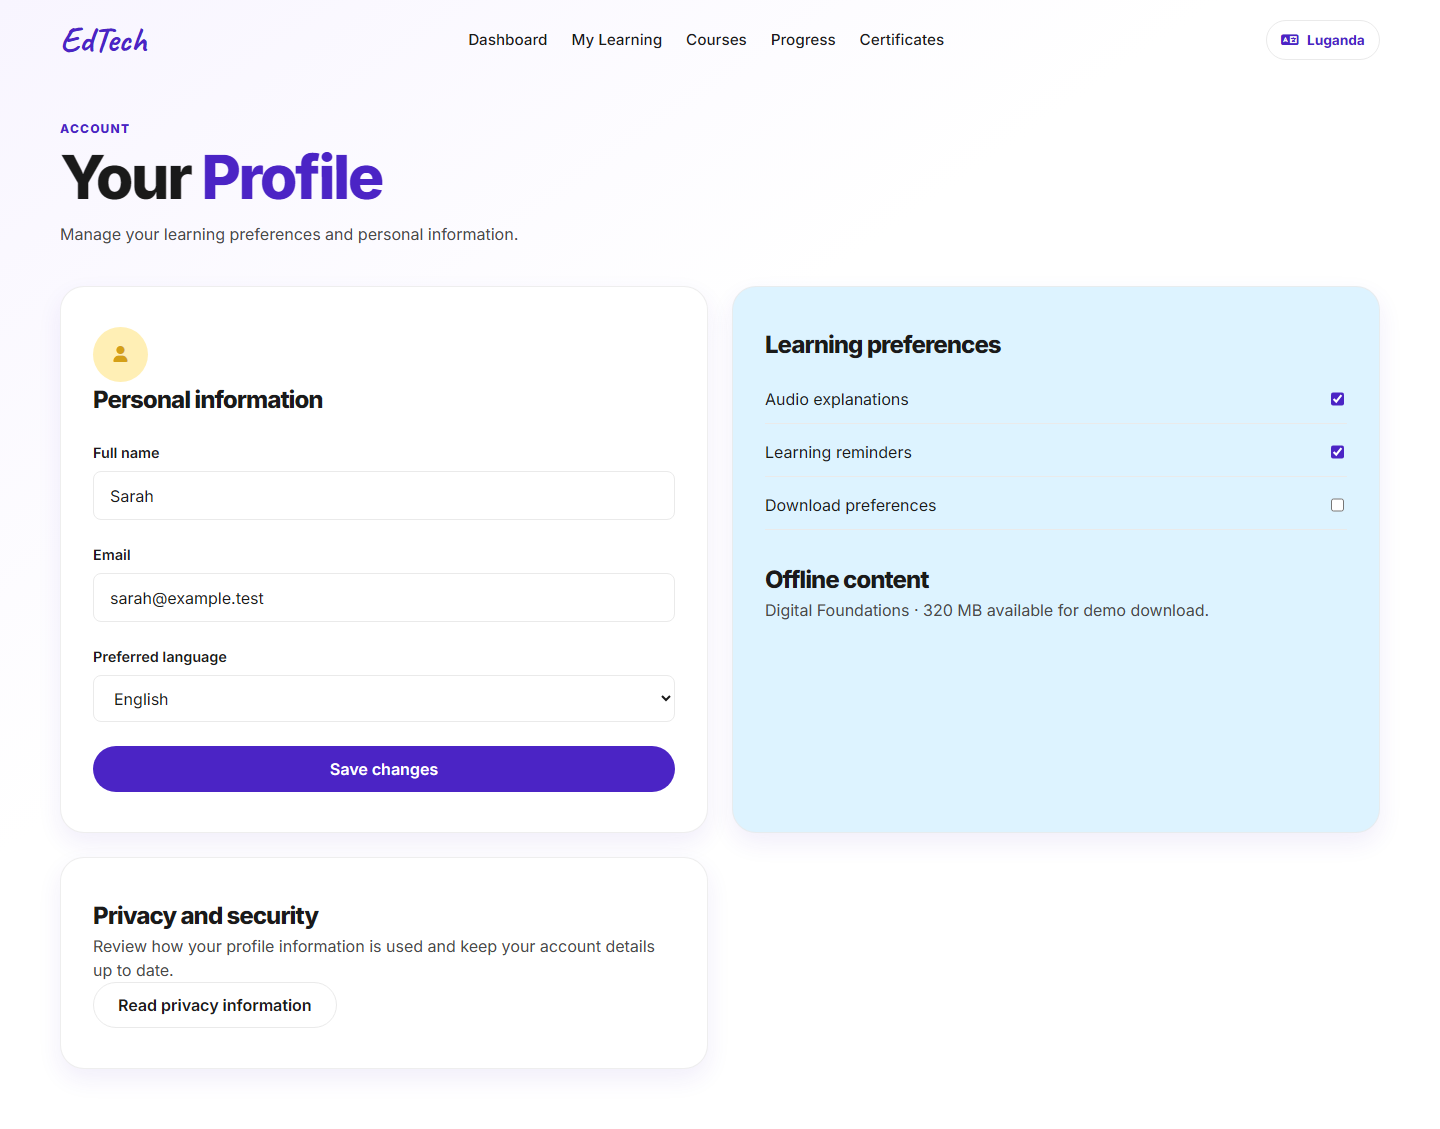 EdTech
Dashboard
My Learning
Courses
Progress
Certificates
Luganda
ACCOUNT
Your Profile
Manage your learning preferences and personal information.
Personal information
Full name
Sarah
Email
sarah@example.test
Preferred language
English
Save changes
Learning preferences
Audio explanations
Learning reminders
Download preferences
Offline content
Digital Foundations · 320 MB available for demo download.
Privacy and security
Review how your profile information is used and keep your account details
up to date.
Read privacy information